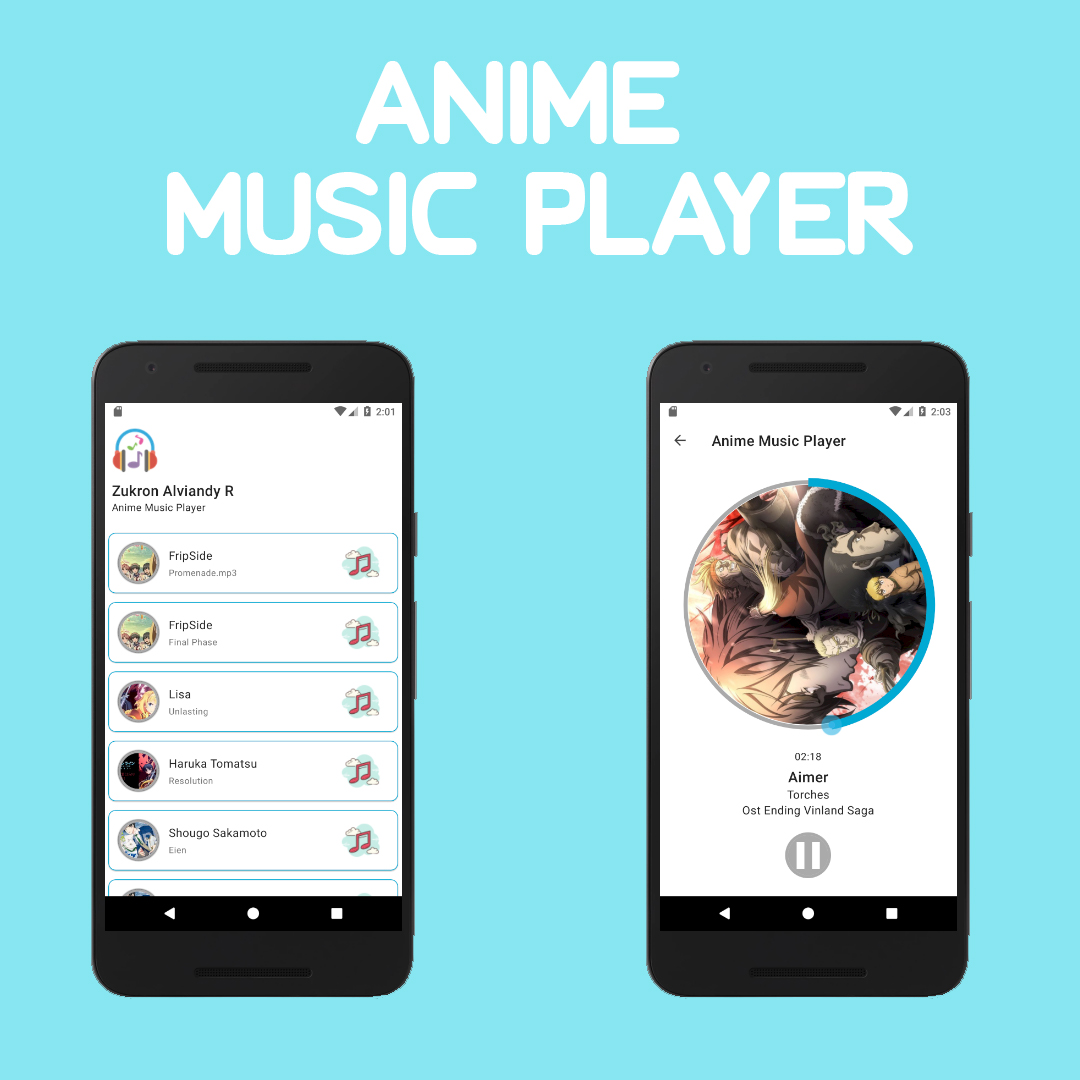 ANIME
MUSIC PLAYER
2:01
Zukron Alviandy R
Anime Music Player
FripSide
Promenade.mp3
FripSide
Final Phase
Lisa
Unlasting
Haruka Tomatsu
Resolution
Shougo Sakamoto
Eien
2:03
Anime Music Player
02:18
Aimer
Torches
Ost Ending Vinland Saga